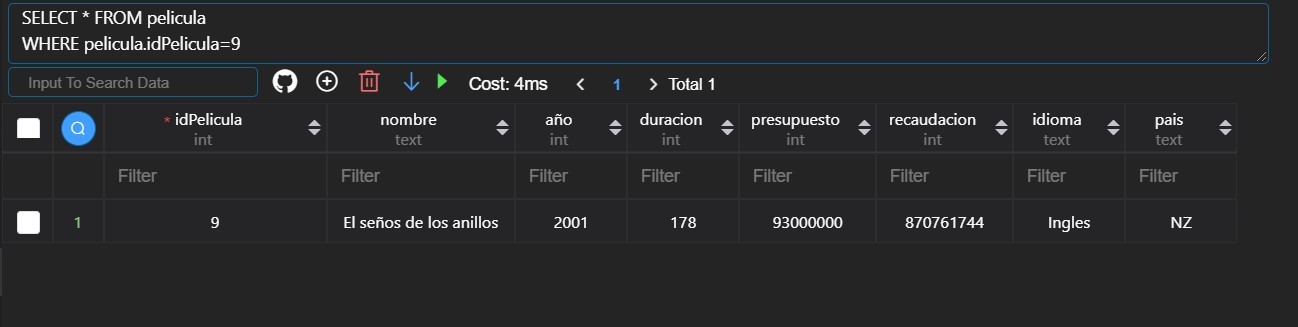 SELECT * FROM pelicula
WHERE pelicula.idPelicula=9
Input To Search Data Cost: 4ms 1 Total 1
* idPelicula nombre año duracion presupuesto recaudacion idioma pais
int text int int int int text text
Filter Filter Filter Filter Filter Filter Filter Filter
1 9 El seños de los anillos 2001 178 93000000 870761744 Ingles NZ